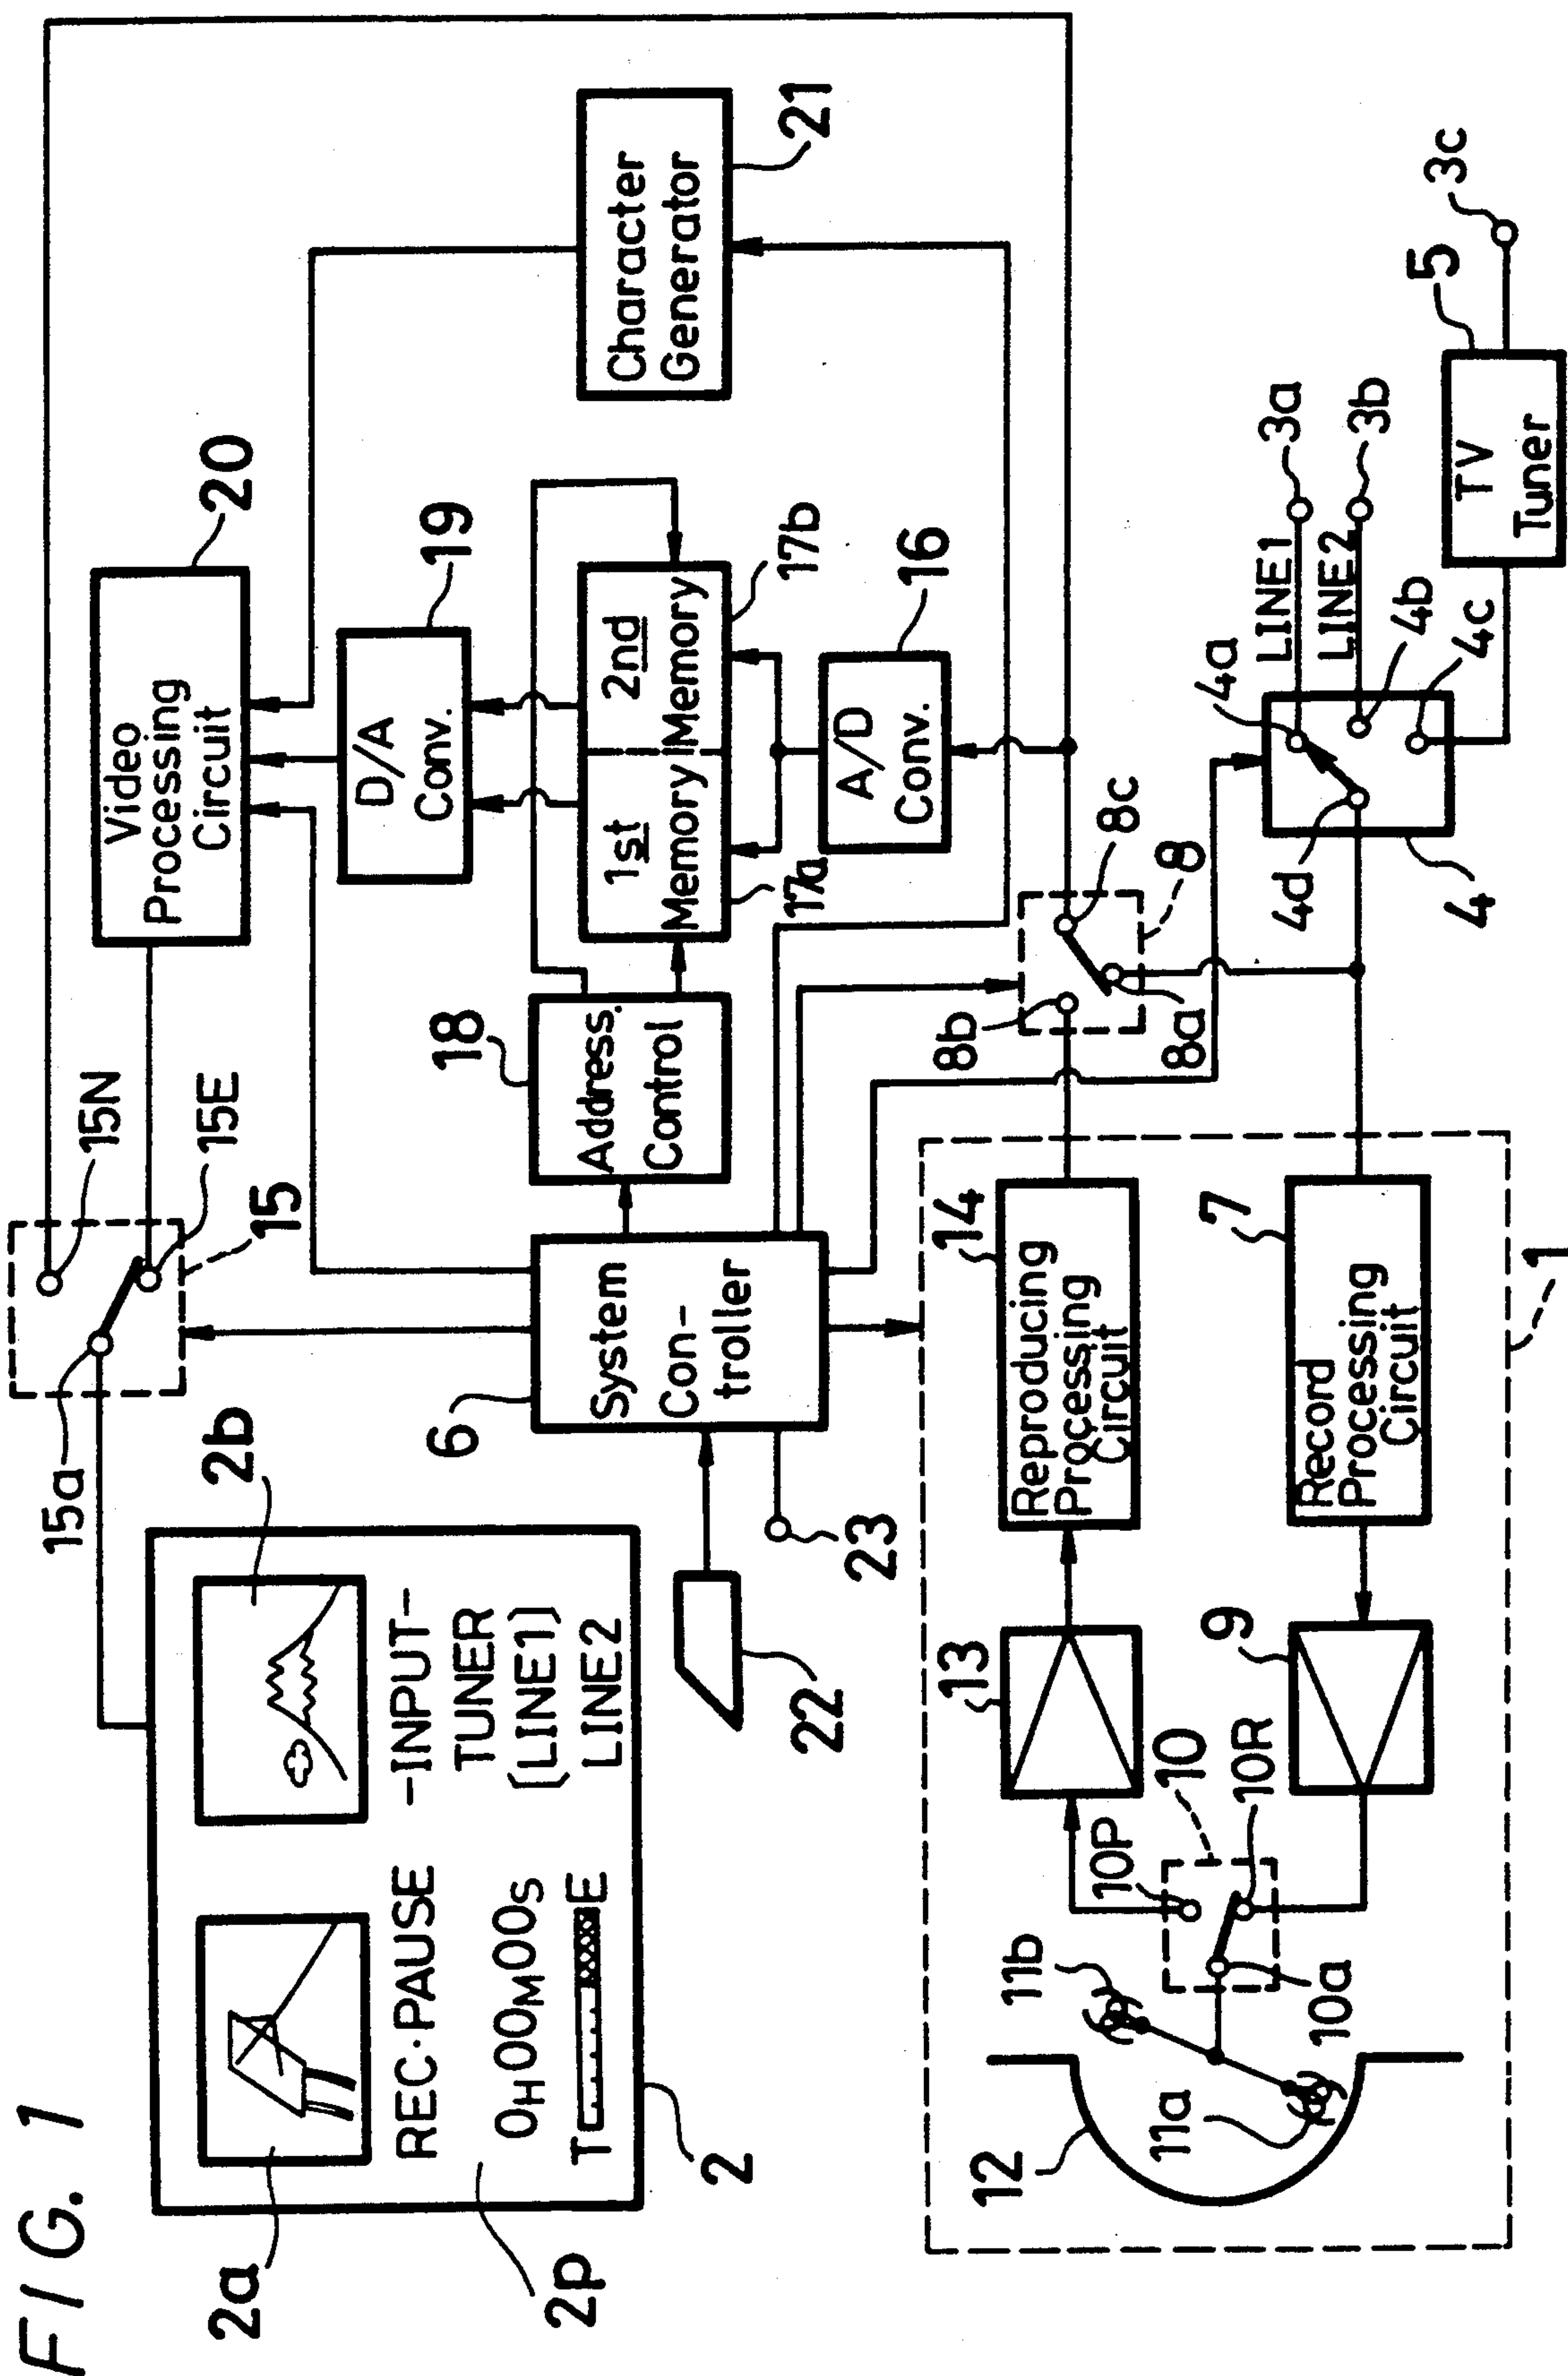 FIG. 1
2a
2b
2p
2
REC·PAUSE
0H00M00S
T E
-INPUT-
TUNER
(LINE1)
LINE2
15a
15N
15E
15
Video
Processing
Circuit
20
D/A
Conv.
19
1st
Memory
17a
2nd
Memory
17b
A/D
Conv.
16
Character
Generator
21
Address
Control
18
System
Con-
troller
6
22
23
8
8a
8b
8c
4
4a
4b
4c
4d
LINE1
LINE2
3a
3b
3c
TV
Tuner
5
1
Reproducing
Processing
Circuit
14
Record
Processing
Circuit
7
13
9
10
10P
10R
10a
11a
11b
12